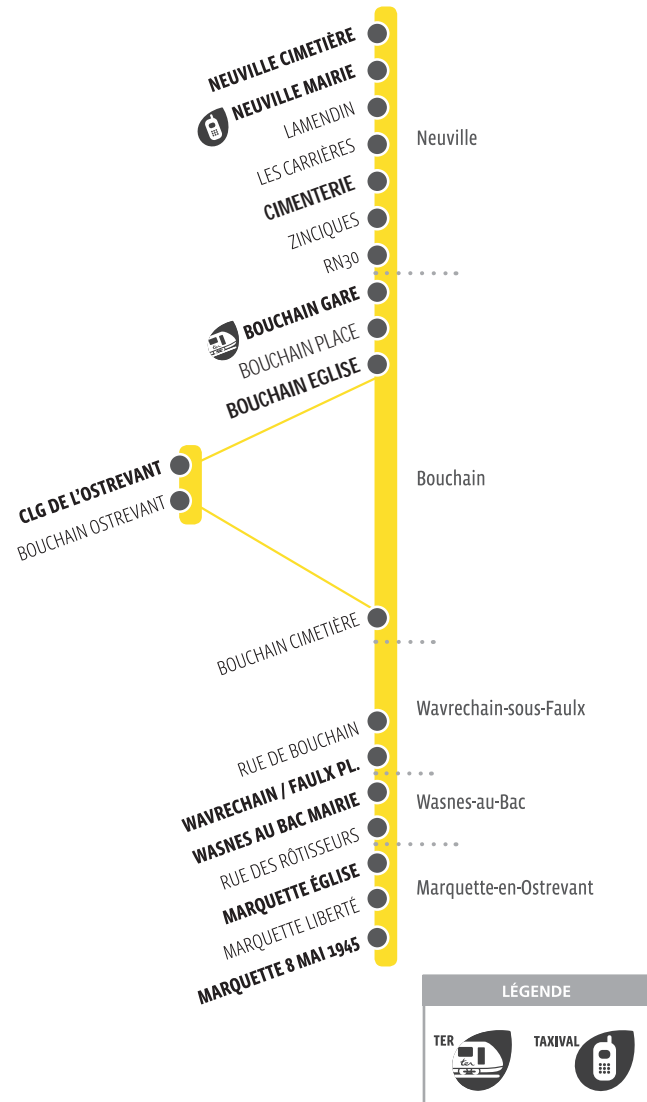 NEUVILLE CIMETIÈRE
NEUVILLE MAIRIE
LAMENDIN
LES CARRIÈRES
Neuville
CIMENTERIE
ZINCIQUES
RN30
BOUCHAIN GARE
ter
BOUCHAIN PLACE
BOUCHAIN EGLISE
CLG DE L'OSTREVANT
Bouchain
BOUCHAIN OSTREVANT
BOUCHAIN CIMETIÈRE
Wavrechain-sous-Faulx
RUE DE BOUCHAIN
WAVRECHAIN / FAULX PL.
WASNES AU BAC MAIRIE
Wasnes-au-Bac
RUE DES RÔTISSEURS
MARQUETTE ÉGLISE
Marquette-en-Ostrevant
MARQUETTE LIBERTÉ
MARQUETTE 8 MAI 1945
LÉGENDE
TER
ter
TAXIVAL